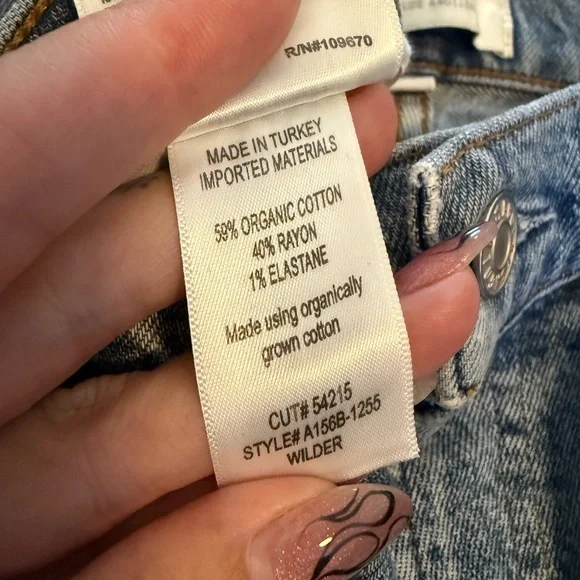 R/N#109670
MADE IN TURKEY
IMPORTED MATERIALS
59% ORGANIC COTTON
40% RAYON
1% ELASTANE
Made using organically
grown cotton
CUT# 54215
STYLE# A156B-1255
WILDER